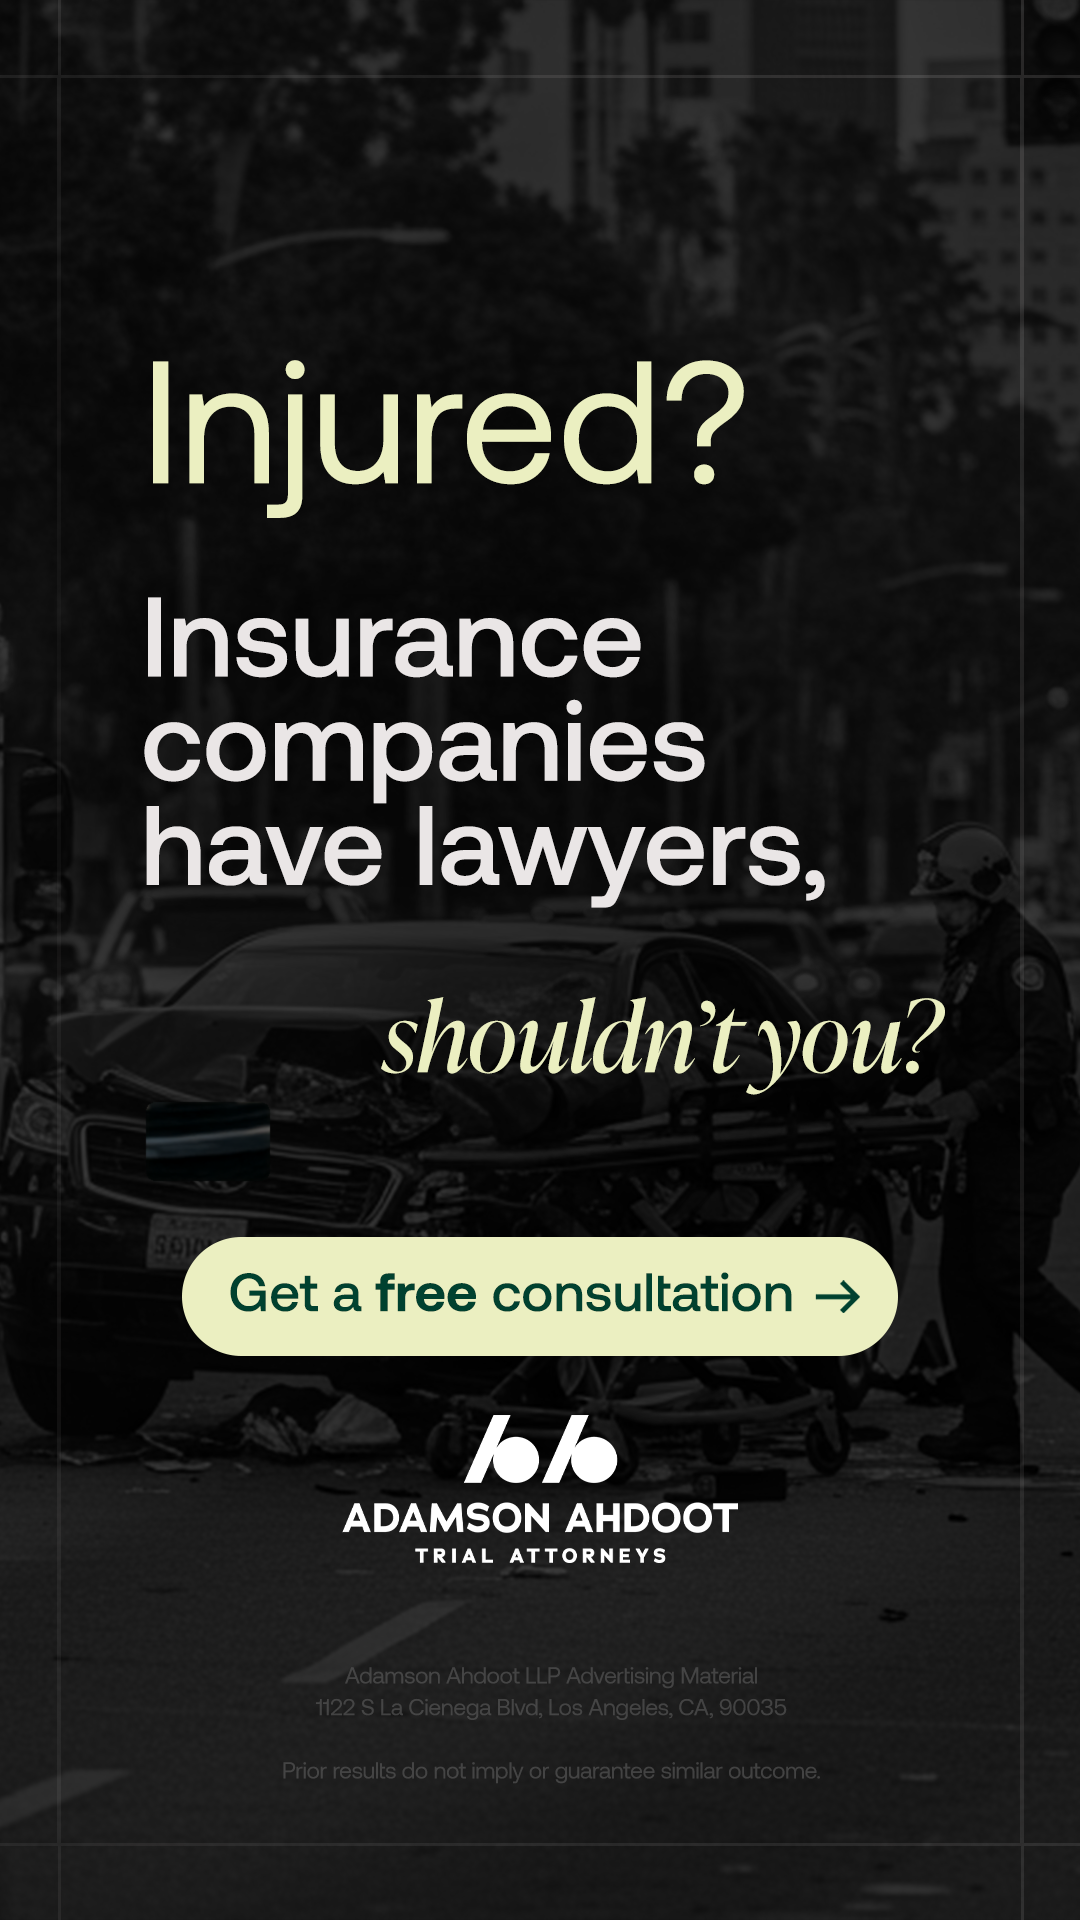 Injured?
Insurance
companies
have lawyers,
shouldn’t you?
Get a free consultation →
ADAMSON AHDOOT
TRIAL ATTORNEYS
Adamson Ahdoot LLP Advertising Material
1122 S La Cienega Blvd, Los Angeles, CA, 90035
Prior results do not imply or guarantee similar outcome.